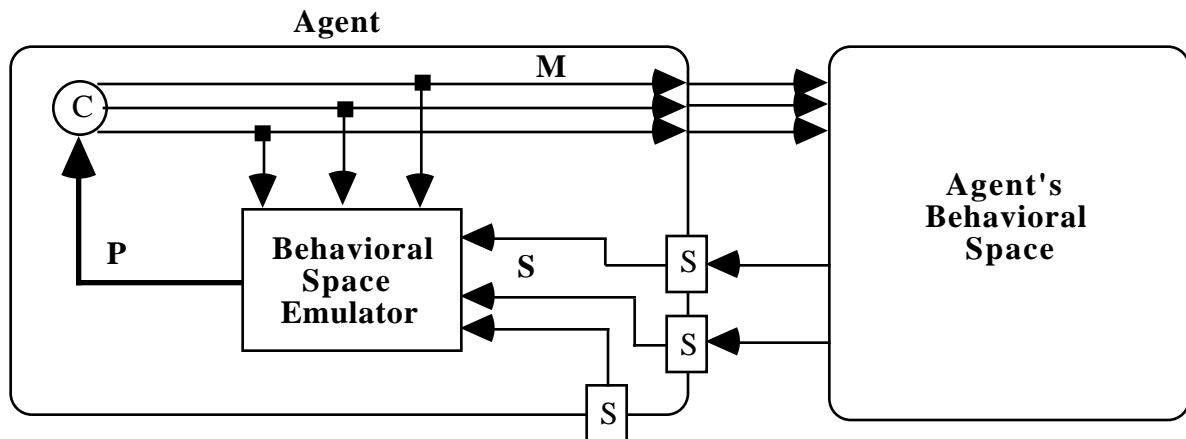 Agent
M
C
Agent's
Behavioral
Space
Behavioral
Space
Emulator
P
S
S
S
S